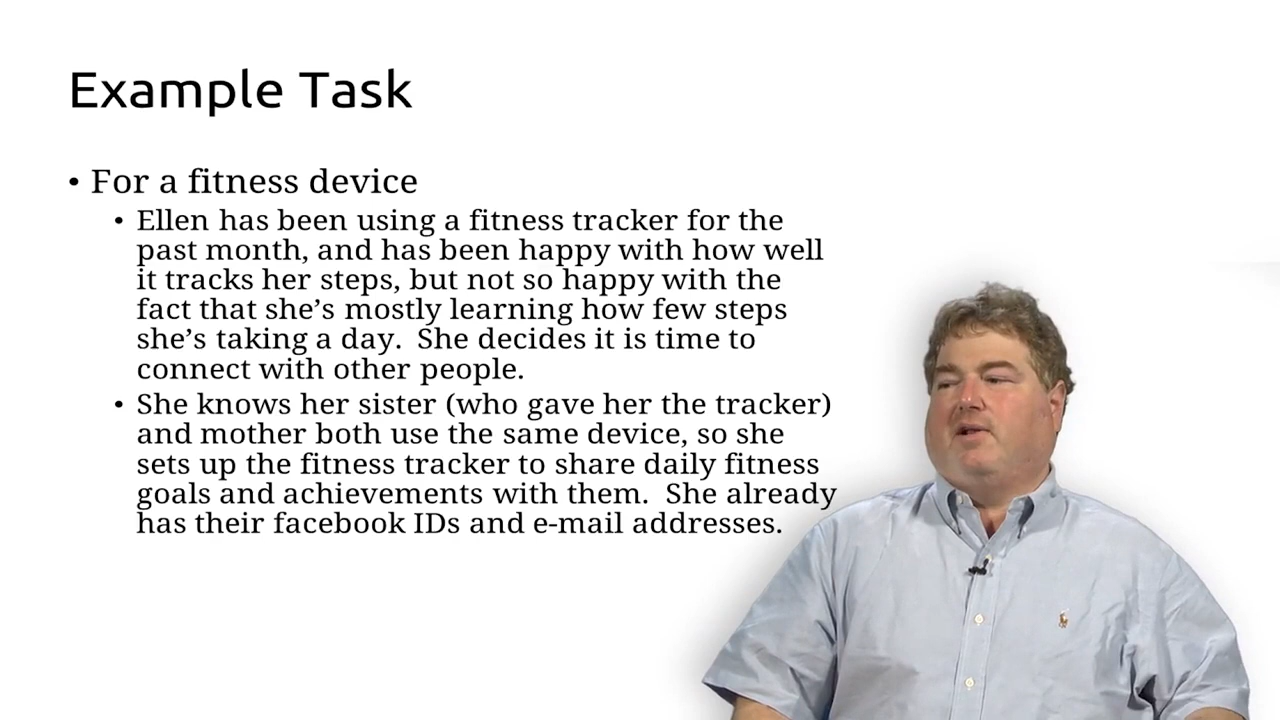 Example Task
• For a fitness device
• Ellen has been using a fitness tracker for the
past month, and has been happy with how well
it tracks her steps, but not so happy with the
fact that she’s mostly learning how few steps
she’s taking a day.  She decides it is time to
connect with other people.
• She knows her sister (who gave her the tracker)
and mother both use the same device, so she
sets up the fitness tracker to share daily fitness
goals and achievements with them.  She already
has their facebook IDs and e-mail addresses.